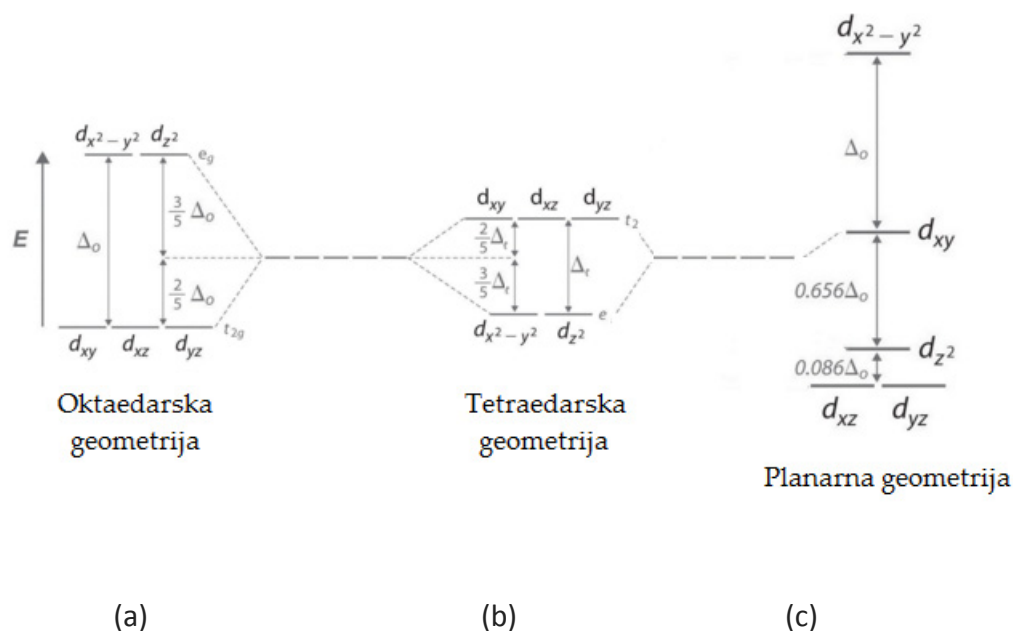 d_{x² – y²}
d_{x² – y²} d_{z²}
e_g
E
Δ_o
3/5 Δ_o
2/5 Δ_o
t_{2g}
d_{xy} d_{xz} d_{yz}
Oktaedarska
geometrija
d_{xy} d_{xz} d_{yz}
t_2
2/5 Δ_t
3/5 Δ_t
Δ_t
e
d_{x² – y²} d_{z²}
Tetraedarska
geometrija
Δ_o
d_{xy}
0.656Δ_o
d_{z²}
0.086Δ_o
d_{xz} d_{yz}
Planarna geometrija
(a) (b) (c)